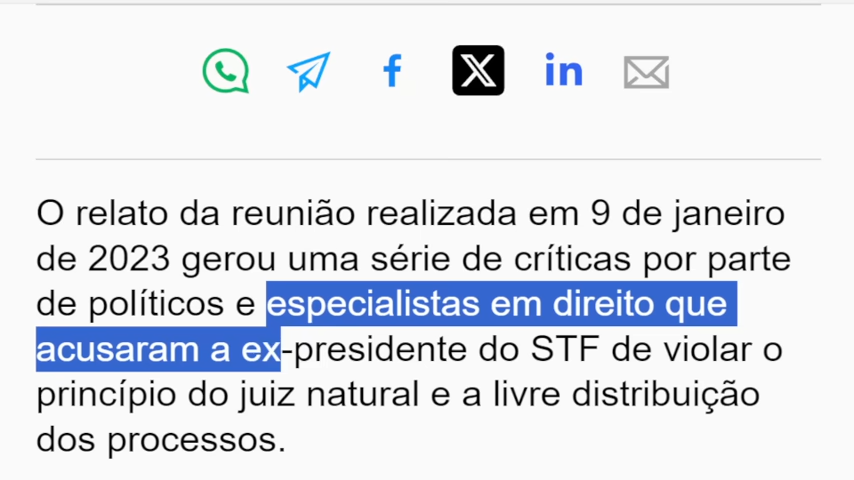 O relato da reunião realizada em 9 de janeiro
de 2023 gerou uma série de críticas por parte
de políticos e especialistas em direito que
acusaram a ex-presidente do STF de violar o
princípio do juiz natural e a livre distribuição
dos processos.